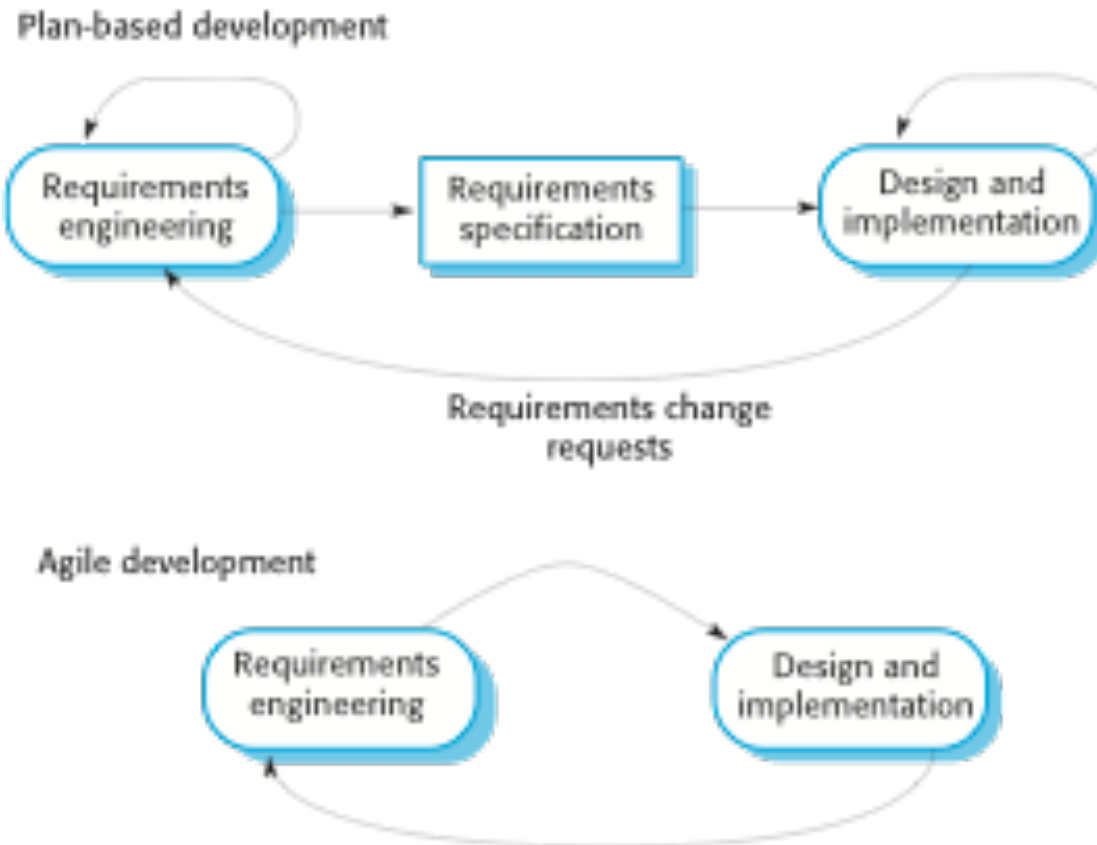 Plan-based development
Requirements
engineering
Requirements
specification
Design and
implementation
Requirements change
requests
Agile development
Requirements
engineering
Design and
implementation